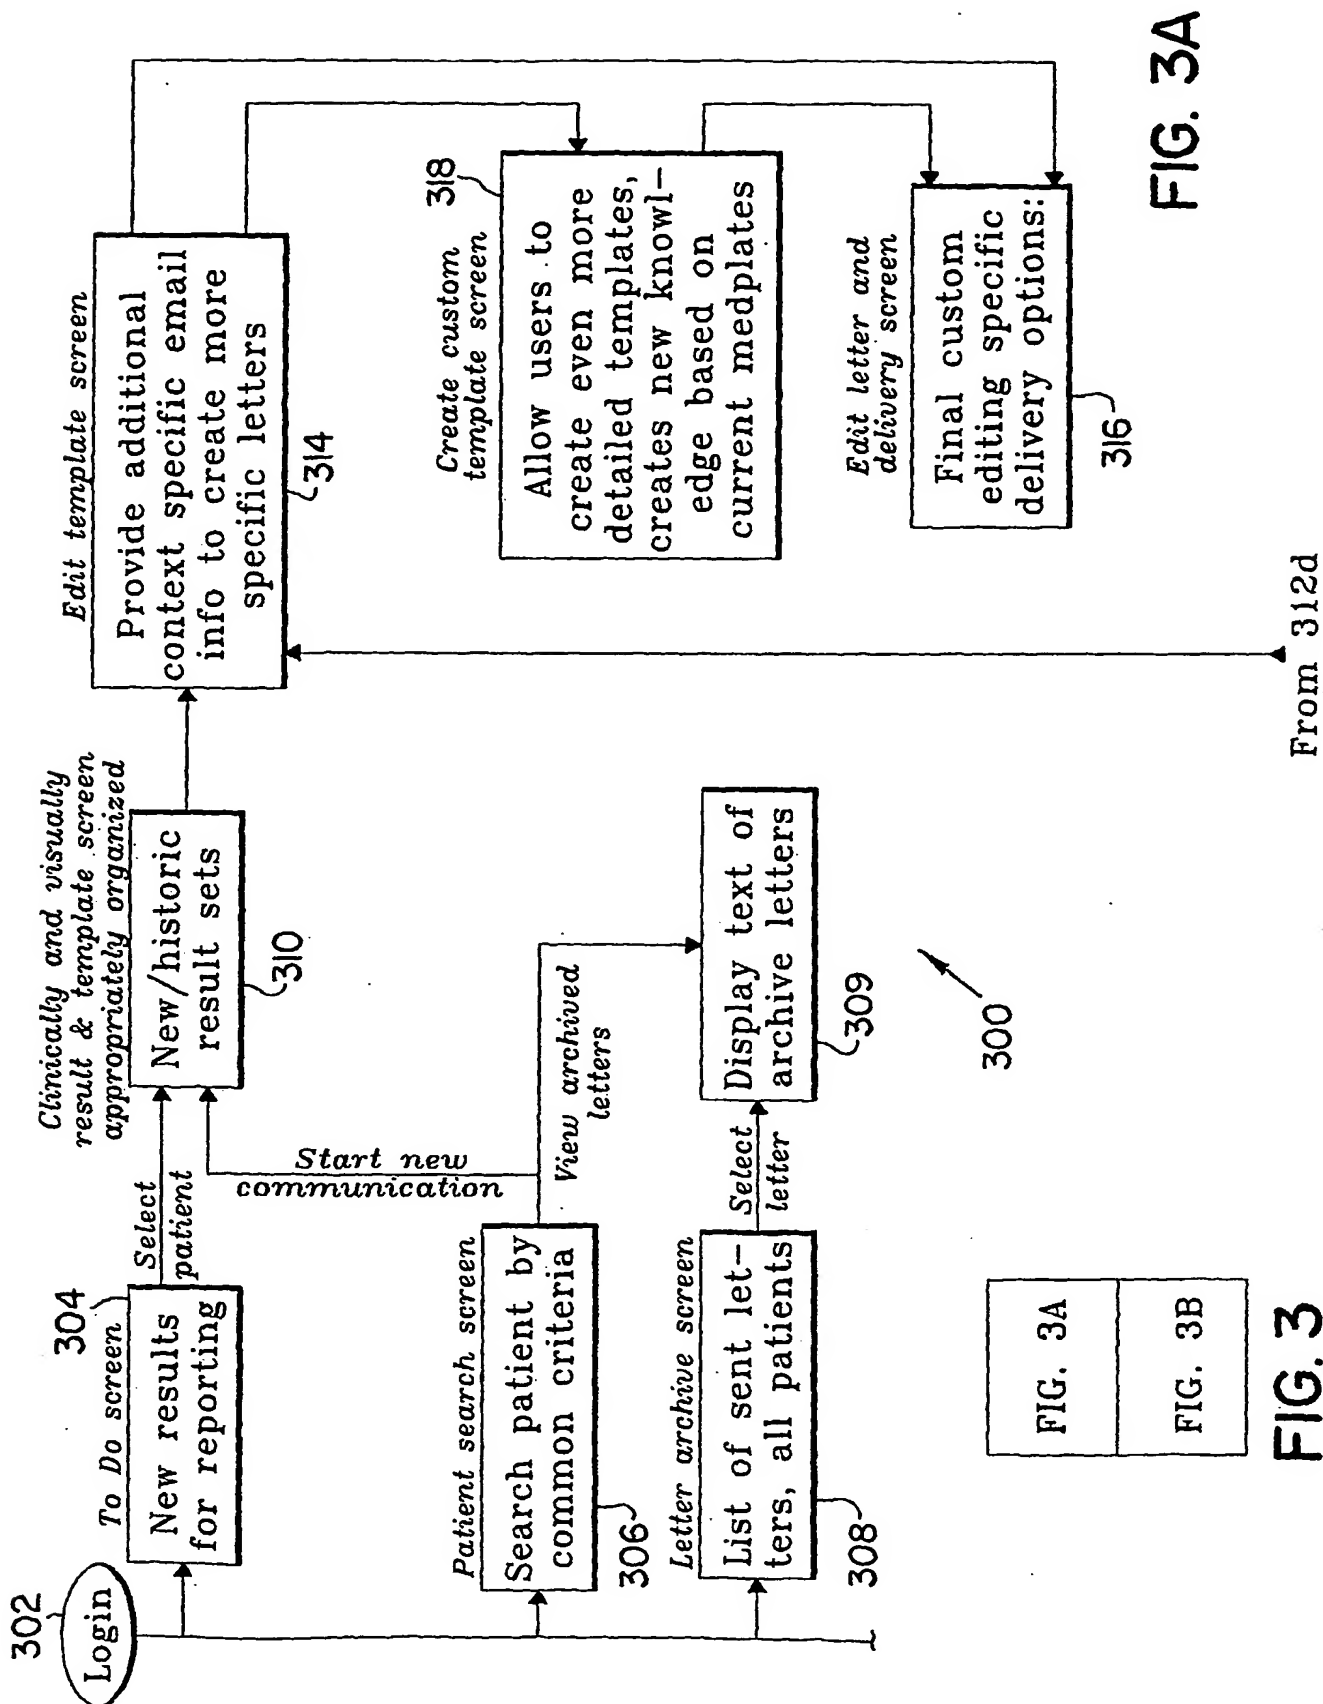 302
Login
To Do screen
304
New results
for reporting
Select
patient
Clinically and visually
result & template screen
appropriately organized
New/historic
result sets
310
Edit template screen
Provide additional
context specific email
info to create more
specific letters
314
Patient search screen
Search patient by
common criteria
306
Start new
communication
View archived
letters
Letter archive screen
List of sent let-
ters, all patients
308
Select
letter
Display text of
archive letters
309
300
Create custom
template screen
318
Allow users to
create even more
detailed templates,
creates new knowl-
edge based on
current medplates
Edit letter and
delivery screen
Final custom
editing specific
delivery options:
316
From 312d
FIG. 3A
FIG. 3A
FIG. 3B
FIG. 3